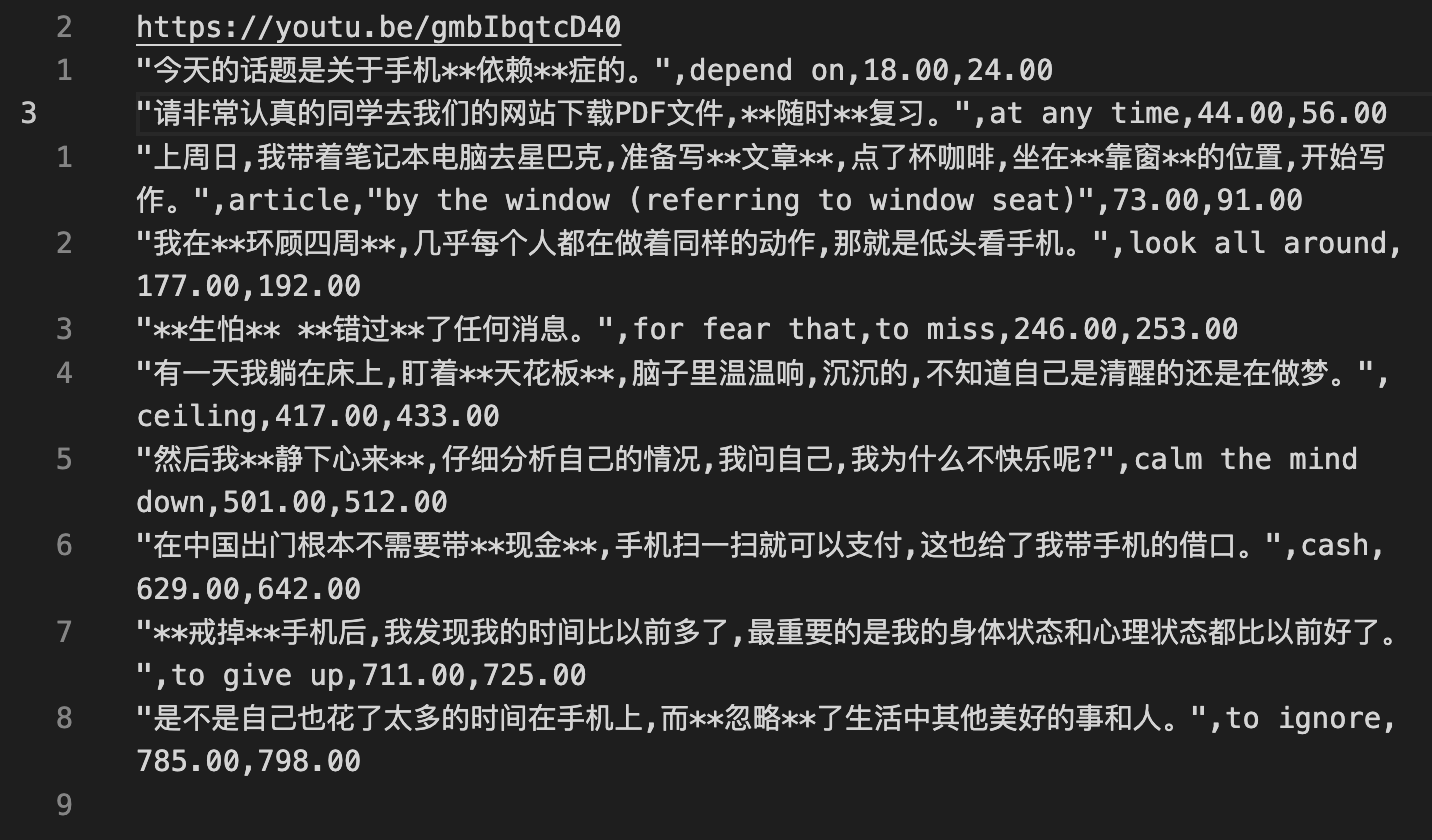 2 https://youtu.be/gmbIbqtcD40
1 "今天的话题是关于手机**依赖**症的。",depend on,18.00,24.00
3 "请非常认真的同学去我们的网站下载PDF文件,**随时**复习。",at any time,44.00,56.00
1 "上周日,我带着笔记本电脑去星巴克,准备写**文章**,点了杯咖啡,坐在**靠窗**的位置,开始写
作。",article,"by the window (referring to window seat)",73.00,91.00
2 "我在**环顾四周**,几乎每个人都在做着同样的动作,那就是低头看手机。",look all around,
177.00,192.00
3 "**生怕** **错过**了任何消息。",for fear that,to miss,246.00,253.00
4 "有一天我躺在床上,盯着**天花板**,脑子里温温响,沉沉的,不知道自己是清醒的还是在做梦。",
ceiling,417.00,433.00
5 "然后我**静下心来**,仔细分析自己的情况,我问自己,我为什么不快乐呢?",calm the mind
down,501.00,512.00
6 "在中国出门根本不需要带**现金**,手机扫一扫就可以支付,这也给了我带手机的借口。",cash,
629.00,642.00
7 "**戒掉**手机后,我发现我的时间比以前多了,最重要的是我的身体状态和心理状态都比以前好了。
",to give up,711.00,725.00
8 "是不是自己也花了太多的时间在手机上,而**忽略**了生活中其他美好的事和人。",to ignore,
785.00,798.00
9